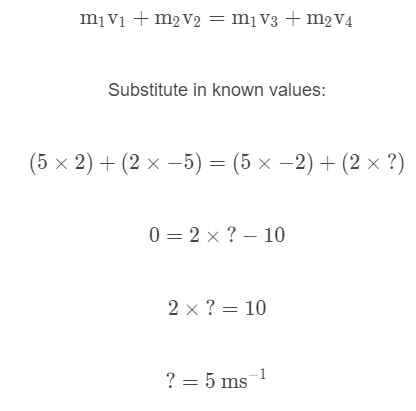 m₁v₁ + m₂v₂ = m₁v₃ + m₂v₄
Substitute in known values:
(5 × 2) + (2 × −5) = (5 × −2) + (2 × ?)
0 = 2 × ? − 10
2 × ? = 10
? = 5 ms⁻¹